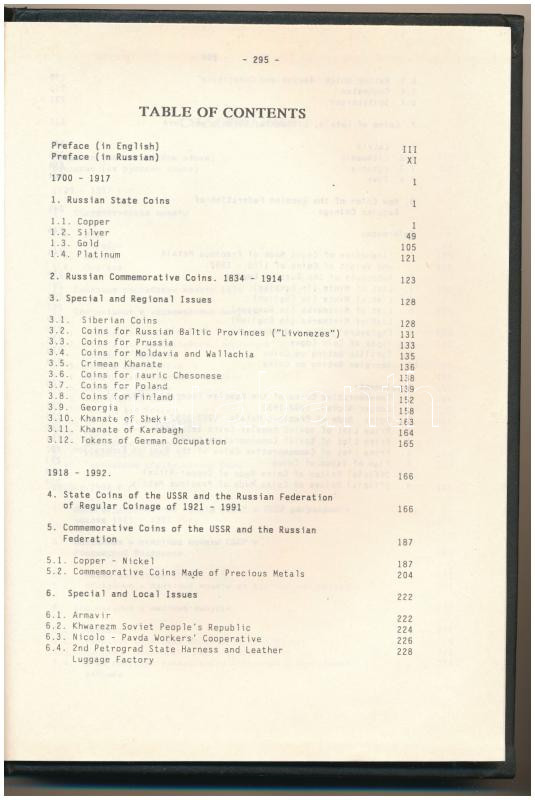 - 295 -
TABLE OF CONTENTS
Preface (in English) III
Preface (in Russian) XI
1700 - 1917 1
1. Russian State Coins 1
1.1. Copper 1
1.2. Silver 49
1.3. Gold 105
1.4. Platinum 121
2. Russian Commemorative Coins. 1834 - 1914 123
3. Special and Regional Issues 128
3.1. Siberian Coins 128
3.2. Coins for Russian Baltic Provinces ("Livonezes") 131
3.3. Coins for Prussia 133
3.4. Coins for Moldavia and Wallachia 135
3.5. Crimean Khanate 136
3.6. Coins for Tauric Chesonese 138
3.7. Coins for Poland 139
3.8. Coins for Finland 152
3.9. Georgia 158
3.10. Khanate of Sheki 163
3.11. Khanate of Karabagh 164
3.12. Tokens of German Occupation 165
1918 - 1992. 166
4. State Coins of the USSR and the Russian Federation
of Regular Coinage of 1921 - 1991 166
5. Commemorative Coins of the USSR and the Russian
Federation 187
5.1. Copper - Nickel 187
5.2. Commemorative Coins Made of Precious Metals 204
6. Special and Local Issues 222
6.1. Armavir 222
6.2. Khwarezm Soviet People's Republic 224
6.3. Nicolo - Pavda Workers' Cooperative 226
6.4. 2nd Petrograd State Harness and Leather 228
Luggage Factory